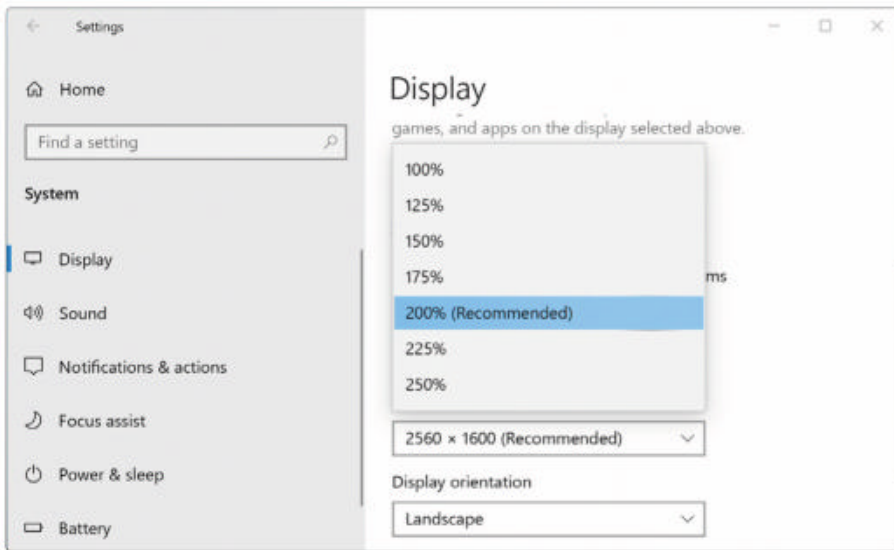 Settings
Home
Find a setting
System
Display
Sound
Notifications & actions
Focus assist
Power & sleep
Battery
Display
games, and apps on the display selected above.
100%
125%
150%
175%
ms
200% (Recommended)
225%
250%
2560 × 1600 (Recommended)
Display orientation
Landscape